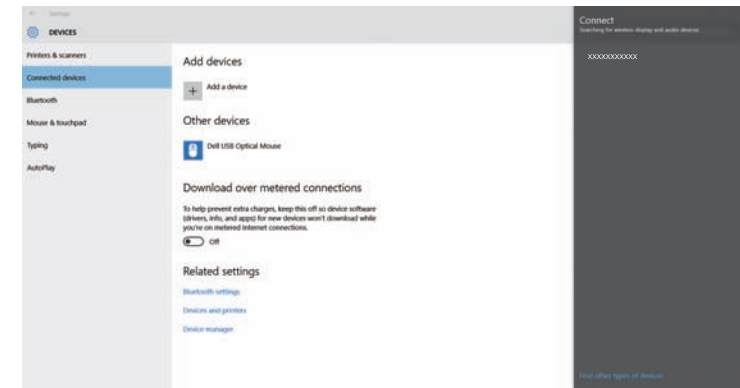 Settings
DEVICES
Printers & scanners
Connected devices
Bluetooth
Mouse & touchpad
Typing
AutoPlay
Add devices
Add a device
Other devices
Dell USB Optical Mouse
Download over metered connections
To help prevent extra charges, keep this off so device software
(drivers, info, and apps) for new devices won't download while
you're on metered Internet connections.
Off
Related settings
Bluetooth settings
Devices and printers
Device manager
Connect
Searching for wireless display and audio devices
xxxxxxxxxxx
Find other types of devices